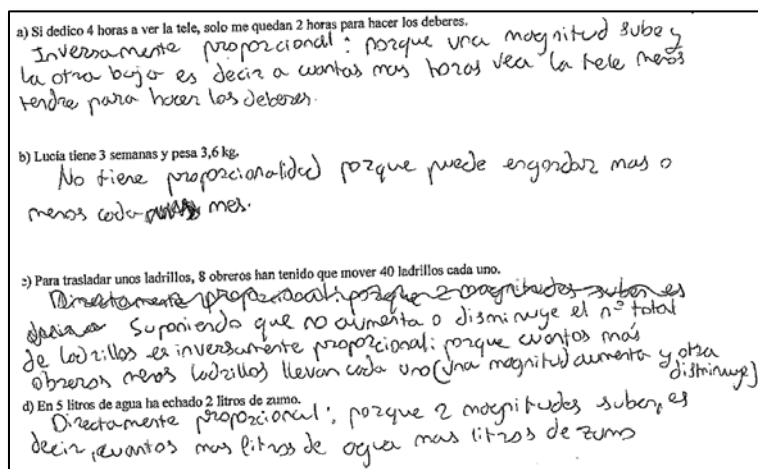 a) Si dedico 4 horas a ver la tele, solo me quedan 2 horas para hacer los deberes.
Inversamente proporcional: porque una magnitud sube y
la otra baja es decir a cuantas mas horas vea la tele menos
tendre para hacer los deberes.
b) Lucía tiene 3 semanas y pesa 3,6 kg.
No tiene proporcionalidad porque puede engordar mas o
menos cada mes.
c) Para trasladar unos ladrillos, 8 obreros han tenido que mover 40 ladrillos cada uno.
Directamente proporcional: porque 2 magnitudes suben es
decir Suponiendo que no aumenta o disminuye el nº total
de ladrillos es inversamente proporcional: porque cuantos más
obreros menos ladrillos llevan cada uno (una magnitud aumenta y otra
disminuye)
d) En 5 litros de agua ha echado 2 litros de zumo.
Directamente proporcional: porque 2 magnitudes suben, es
decir, cuantos mas litros de agua mas litros de zumo